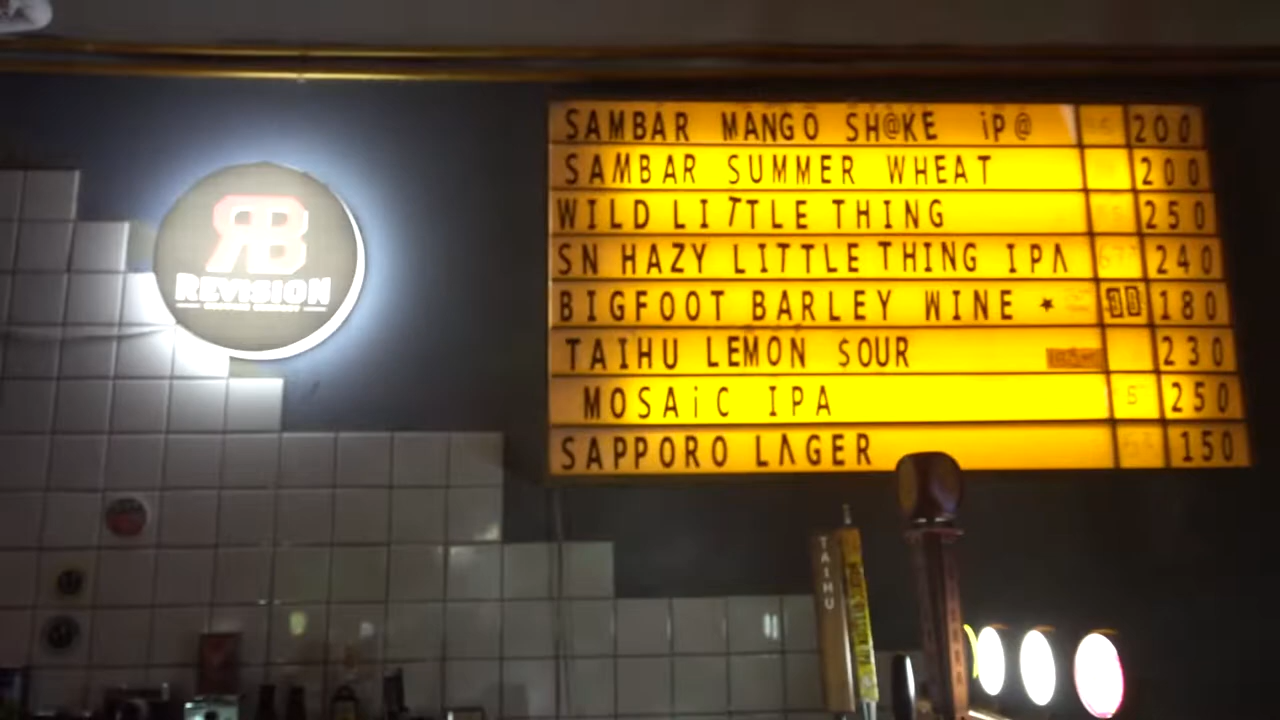 SAMBAR MANGO SH@KE iP@ 200
SAMBAR SUMMER WHEAT 200
WILD LITTLE THING 250
SN HAZY LITTLE THING IPA 240
BIGFOOT BARLEY WINE ★ 180
TAIHU LEMON SOUR 230
MOSAiC IPA 5 250
SAPPORO LAGER 150
RB
REVISION
TAIHU